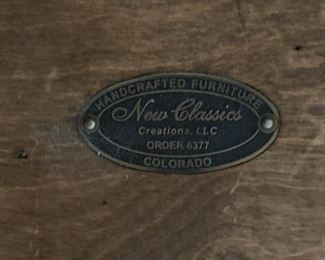 HANDCRAFTED FURNITURE
New Classics
Creations, LLC
ORDER 6377
COLORADO